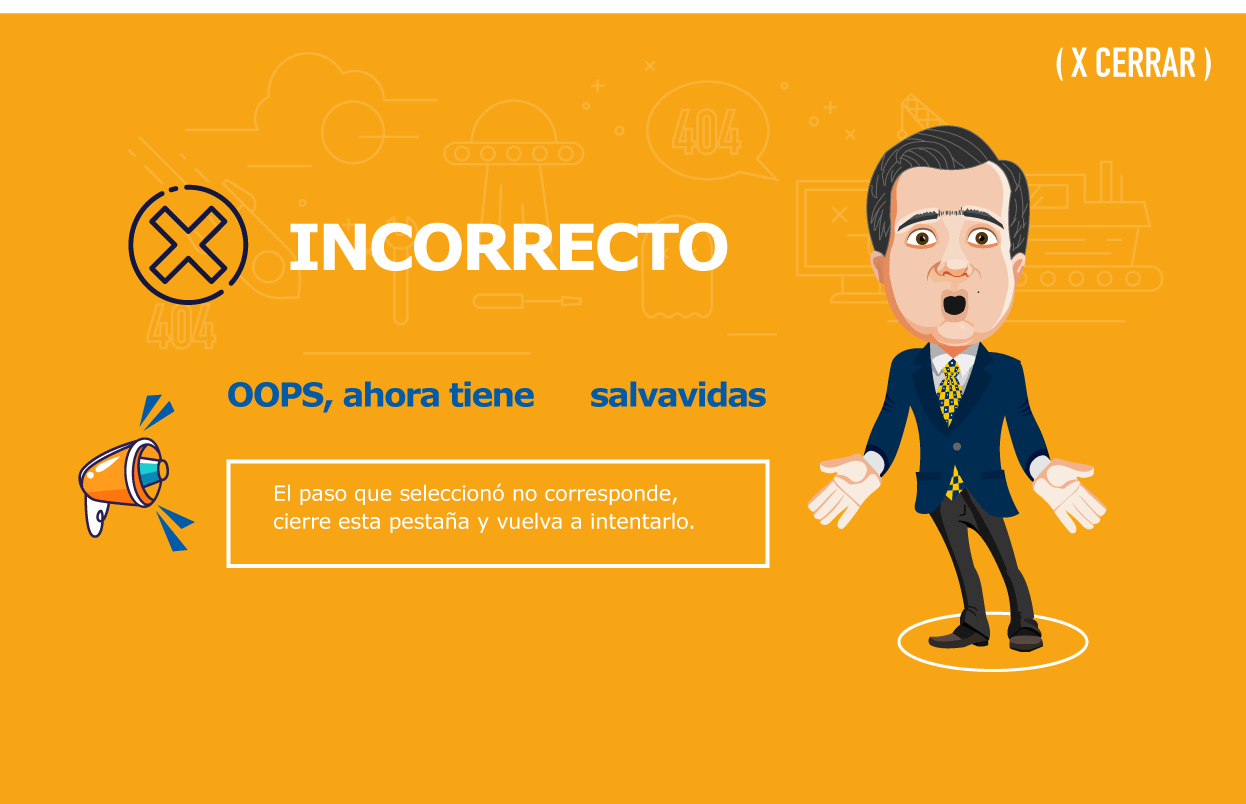 ( X CERRAR )
404
INCORRECTO
404
OOPS, ahora tiene salvavidas
El paso que seleccionó no corresponde,
cierre esta pestaña y vuelva a intentarlo.